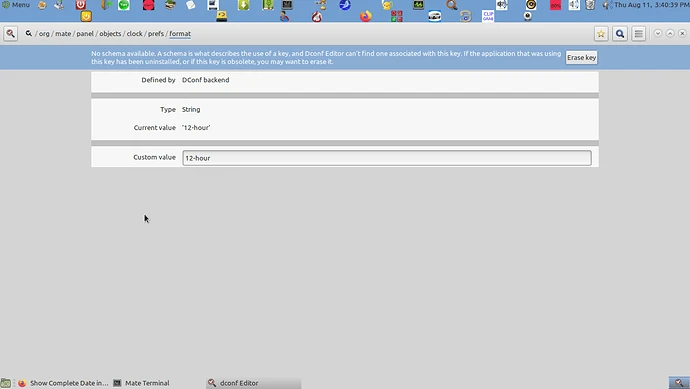 Menu
Thu Aug 11, 3:40:39 PM
/ org / mate / panel / objects / clock / prefs / format
No schema available. A schema is what describes the use of a key, and Dconf Editor can't find one associated with this key. If the application that was using
this key has been uninstalled, or if this key is obsolete, you may want to erase it.
Erase key
Defined by DConf backend
Type String
Current value '12-hour'
Custom value 12-hour
Show Complete Date in... Mate Terminal dconf Editor